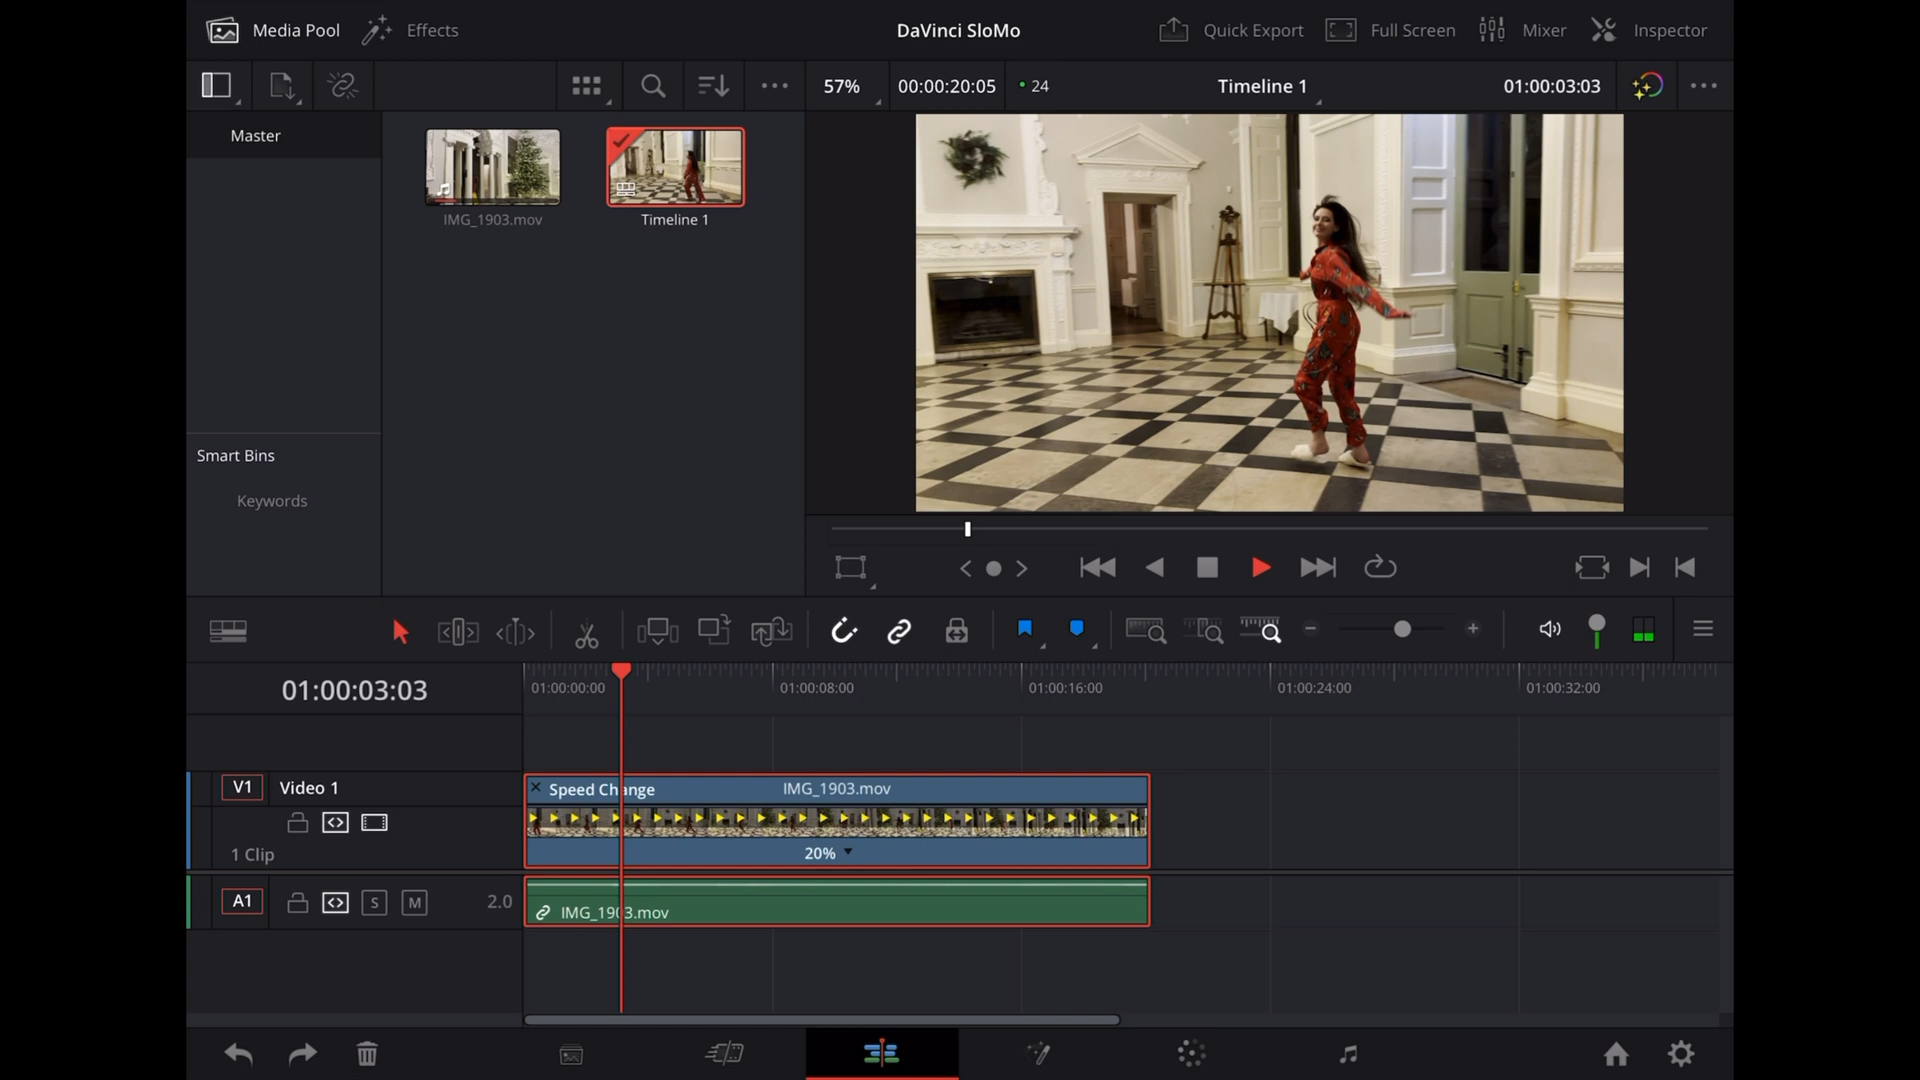 Media Pool
Effects
DaVinci SloMo
Quick Export
Full Screen
Mixer
Inspector
57%
00:00:20:05
24
Timeline 1
01:00:03:03
Master
IMG_1903.mov
Timeline 1
Smart Bins
Keywords
01:00:03:03
01:00:00:00
01:00:08:00
01:00:16:00
01:00:24:00
01:00:32:00
V1
Video 1
1 Clip
Speed Change
IMG_1903.mov
20%
A1
S
M
2.0
IMG_1903.mov